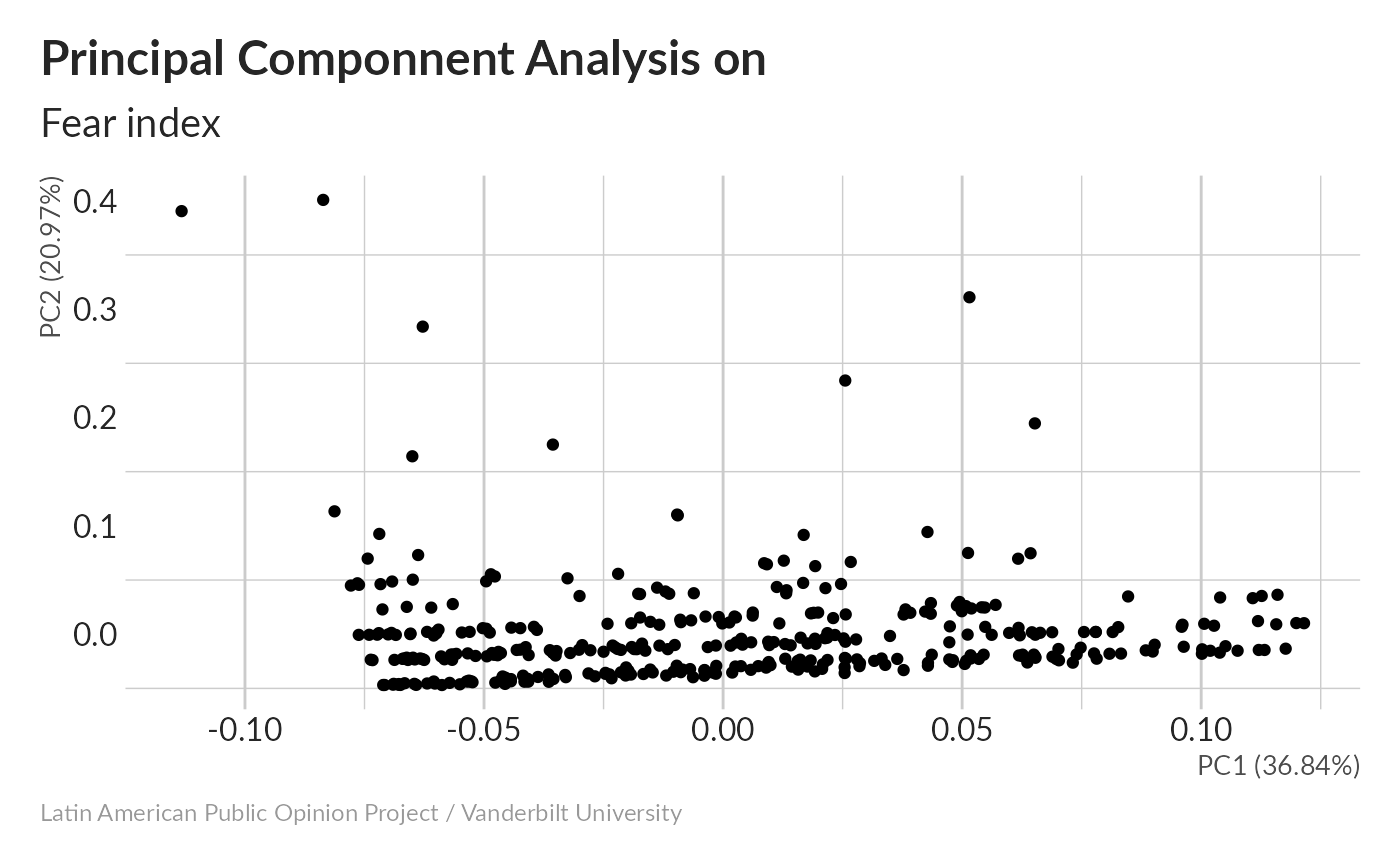 Principal Componnent Analysis on
Fear index
PC2 (20.97%)
0.4
0.3
0.2
0.1
0.0
-0.10 -0.05 0.00 0.05 0.10
PC1 (36.84%)
Latin American Public Opinion Project / Vanderbilt University